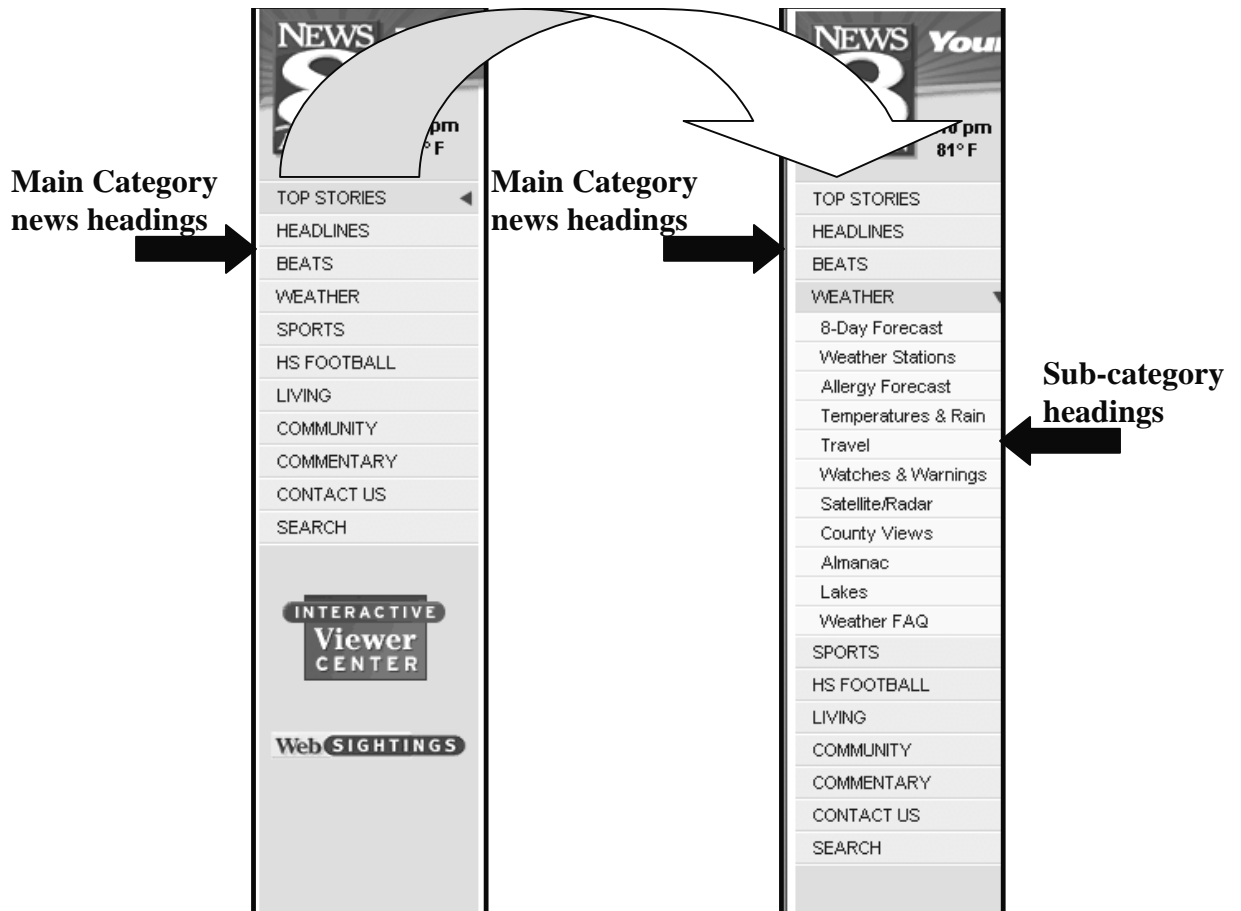 Main Category
news headings
NEWS
pm
°F
TOP STORIES
HEADLINES
BEATS
WEATHER
SPORTS
HS FOOTBALL
LIVING
COMMUNITY
COMMENTARY
CONTACT US
SEARCH
INTERACTIVE
Viewer
CENTER
Web SIGHTINGS
Main Category
news headings
NEWS
8
pm
81° F
TOP STORIES
HEADLINES
BEATS
WEATHER
8-Day Forecast
Weather Stations
Allergy Forecast
Temperatures & Rain
Travel
Watches & Warnings
Satellite/Radar
County Views
Almanac
Lakes
Weather FAQ
SPORTS
HS FOOTBALL
LIVING
COMMUNITY
COMMENTARY
CONTACT US
SEARCH
Sub-category
headings